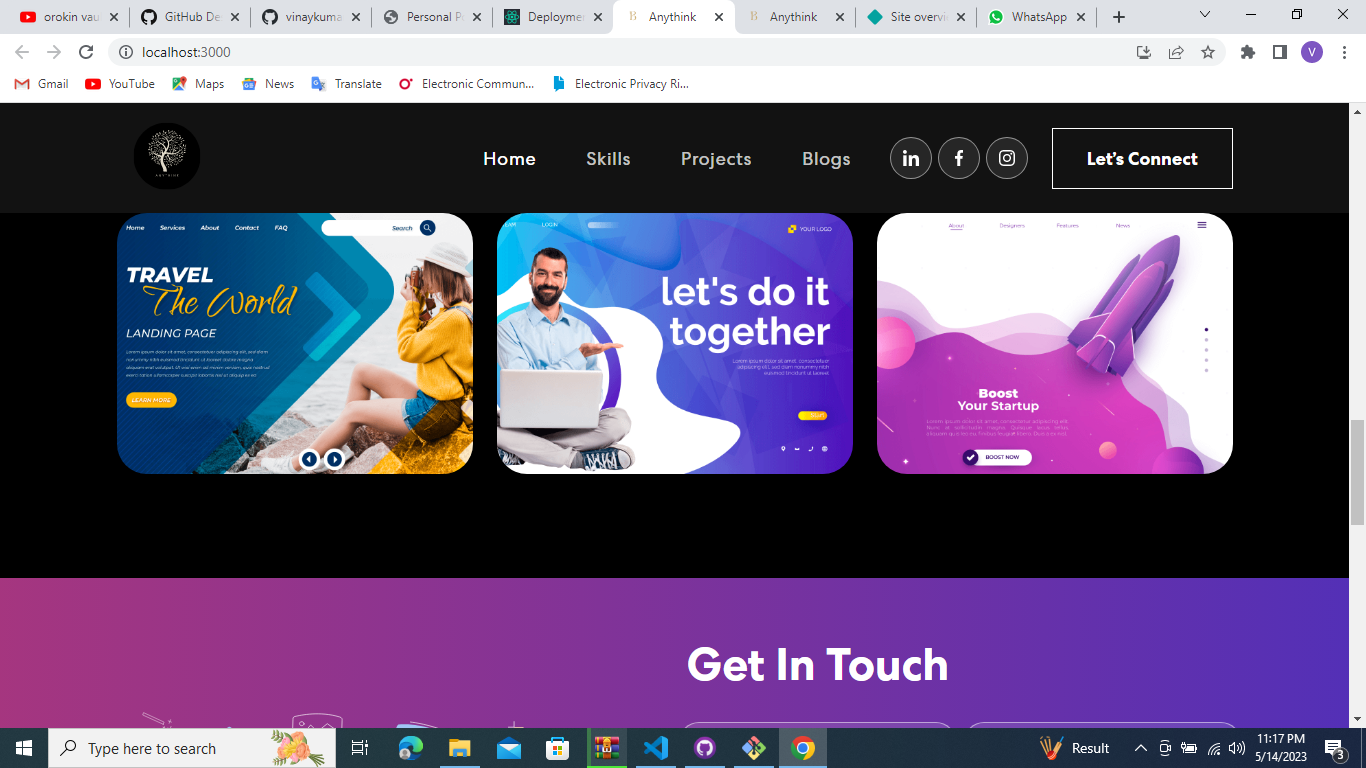 orokin vau
GitHub De
vinaykuma
Personal P
Deploymen
Anythink
Anythink
Site overvi
WhatsApp
localhost:3000
V
Gmail
YouTube
Maps
News
Translate
Electronic Commun...
Electronic Privacy Ri...
ANYTHINK
Home
Skills
Projects
Blogs
in
f
Let's Connect
Home Services About Contact FAQ Search
TRAVEL
The World
LANDING PAGE
LEARN MORE
LOGIN
YOUR LOGO
let's do it
together
About Designers Features News
Boost
Your Startup
BOOST NOW
Get In Touch
Type here to search
Result
11:17 PM
5/14/2023
3